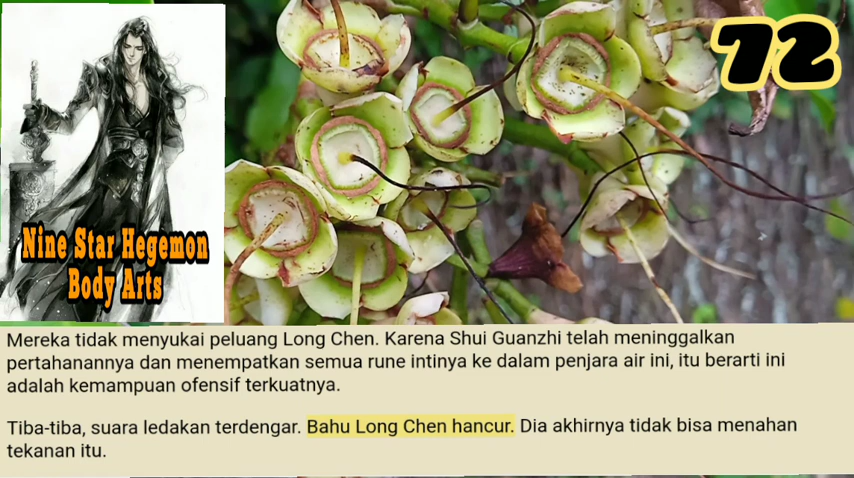 72
Nine Star Hegemon
Body Arts
Mereka tidak menyukai peluang Long Chen. Karena Shui Guanzhi telah meninggalkan
pertahanannya dan menempatkan semua rune intinya ke dalam penjara air ini, itu berarti ini
adalah kemampuan ofensif terkuatnya.
Tiba-tiba, suara ledakan terdengar. Bahu Long Chen hancur. Dia akhirnya tidak bisa menahan
tekanan itu.